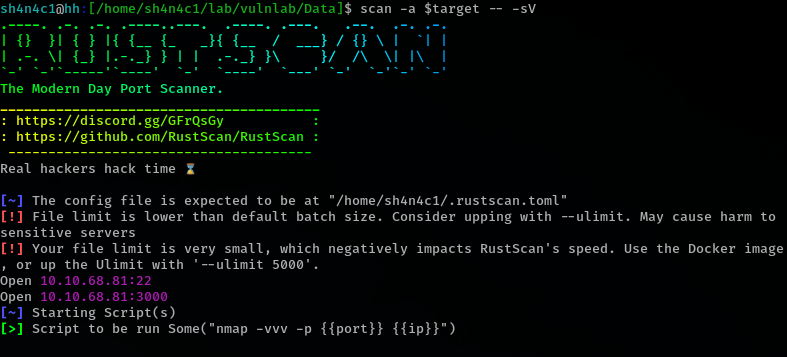 sh4n4c1@hh:[/home/sh4n4c1/lab/vulnlab/Data]$ scan -a $target -- -sV
.----. .-. .-. .----..---.  .----. .---.   .--.  .-. .-.
| {}  }| { } |{ {__ {_   _}{ {__  /  ___} / {} \ |  `| |
| .-. \| {_} |.-._} } | |  .-._} }\     }/  /\  \| |\  |
`-' `-'`-----'`----'  `-'  `----'  `---' `-'  `-'`-' `-'
The Modern Day Port Scanner.
________________________________________
: https://discord.gg/GFrQsGy           :
: https://github.com/RustScan/RustScan :
 --------------------------------------
Real hackers hack time ⌛
[~] The config file is expected to be at "/home/sh4n4c1/.rustscan.toml"
[!] File limit is lower than default batch size. Consider upping with --ulimit. May cause harm to
sensitive servers
[!] Your file limit is very small, which negatively impacts RustScan's speed. Use the Docker image
, or up the Ulimit with '--ulimit 5000'.
Open 10.10.68.81:22
Open 10.10.68.81:3000
[~] Starting Script(s)
[>] Script to be run Some("nmap -vvv -p {{port}} {{ip}}")